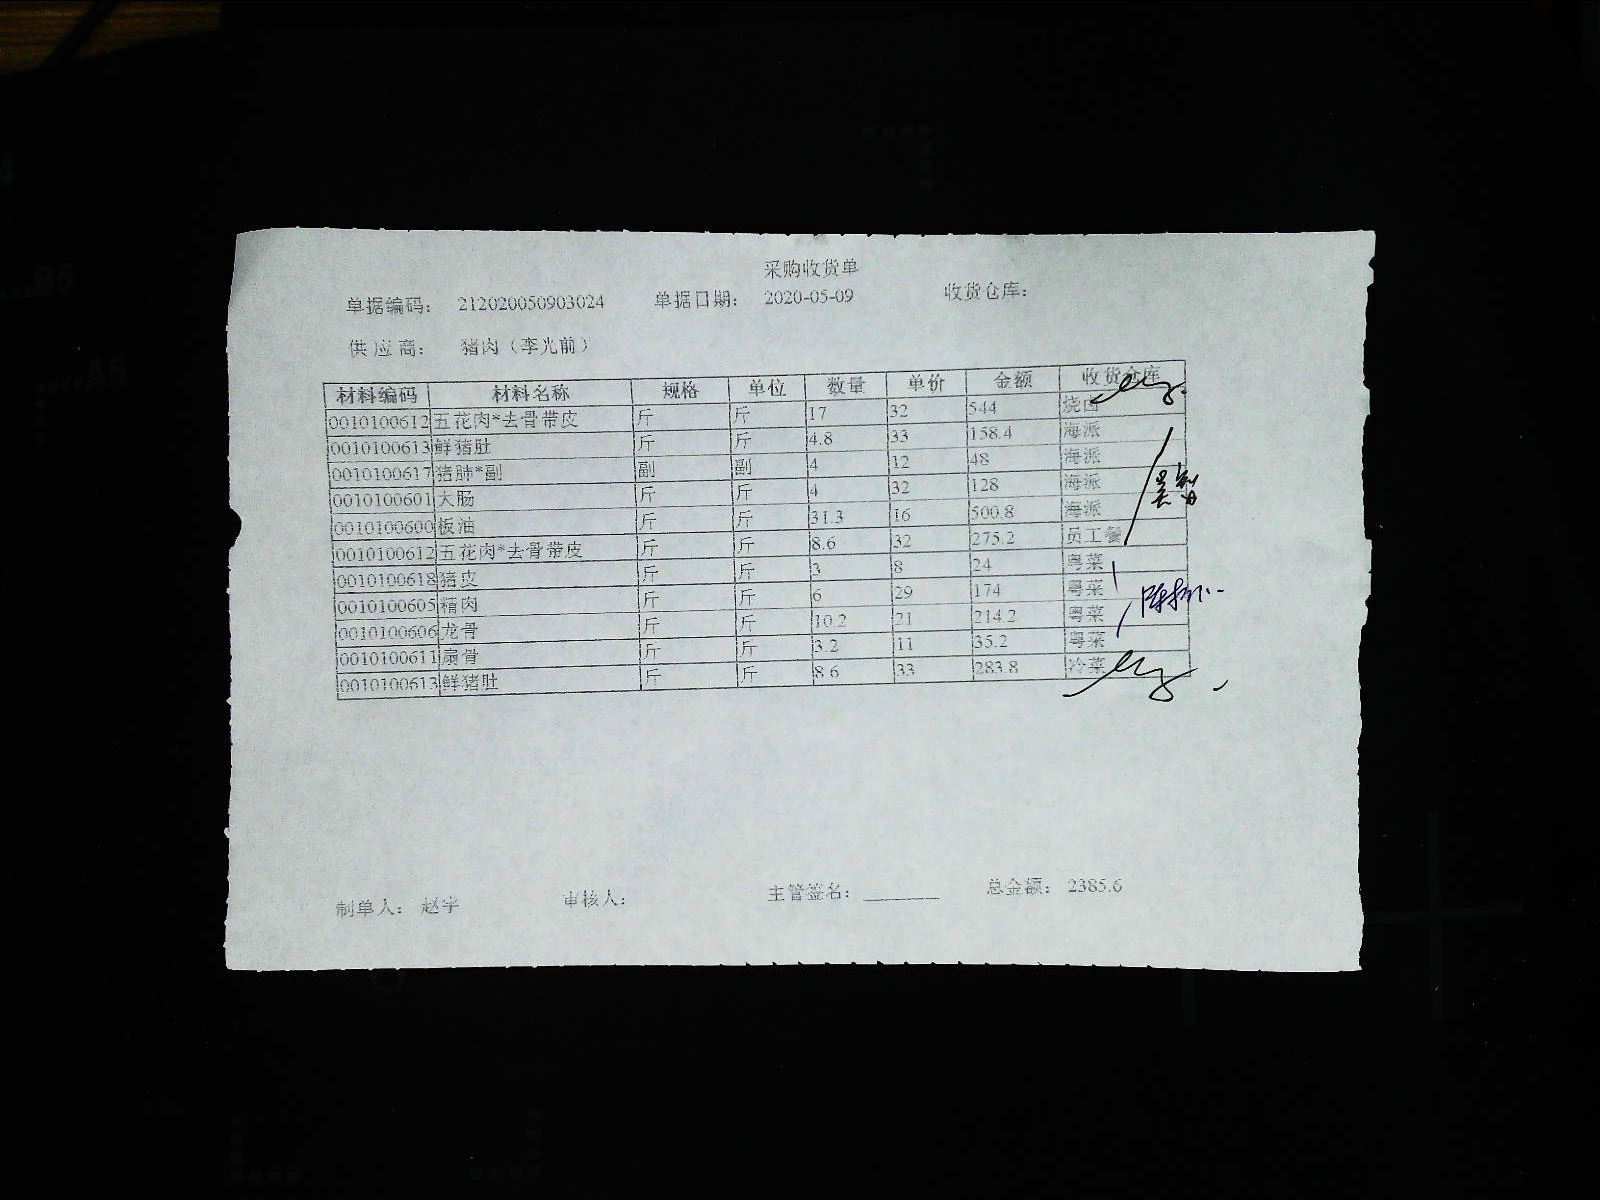 采购收货单
单据编码： 212020050903024 单据日期： 2020-05-09 收货仓库：
供应商： 猪肉（李光前）
材料编码 材料名称 规格 单位 数量 单价 金额 收货仓库
0010100612 五花肉*去骨带皮 斤 斤 17 32 544 烧卤
0010100613 鲜猪肚 斤 斤 4.8 33 158.4 海派
0010100617 猪肺*副 副 副 4 12 48 海派
0010100601 大肠 斤 斤 4 32 128 海派
0010100600 板油 斤 斤 31.3 16 500.8 海派
0010100612 五花肉*去骨带皮 斤 斤 8.6 32 275.2 员工餐
0010100618 猪皮 斤 斤 3 8 24 粤菜
0010100605 精肉 斤 斤 6 29 174 粤菜
0010100606 龙骨 斤 斤 10.2 21 214.2 粤菜
0010100611 扇骨 斤 斤 3.2 11 35.2 粤菜
0010100613 鲜猪肚 斤 斤 8.6 33 283.8 冷菜
制单人： 赵宇 审核人： 主管签名： 总金额： 2385.6
B5
A5